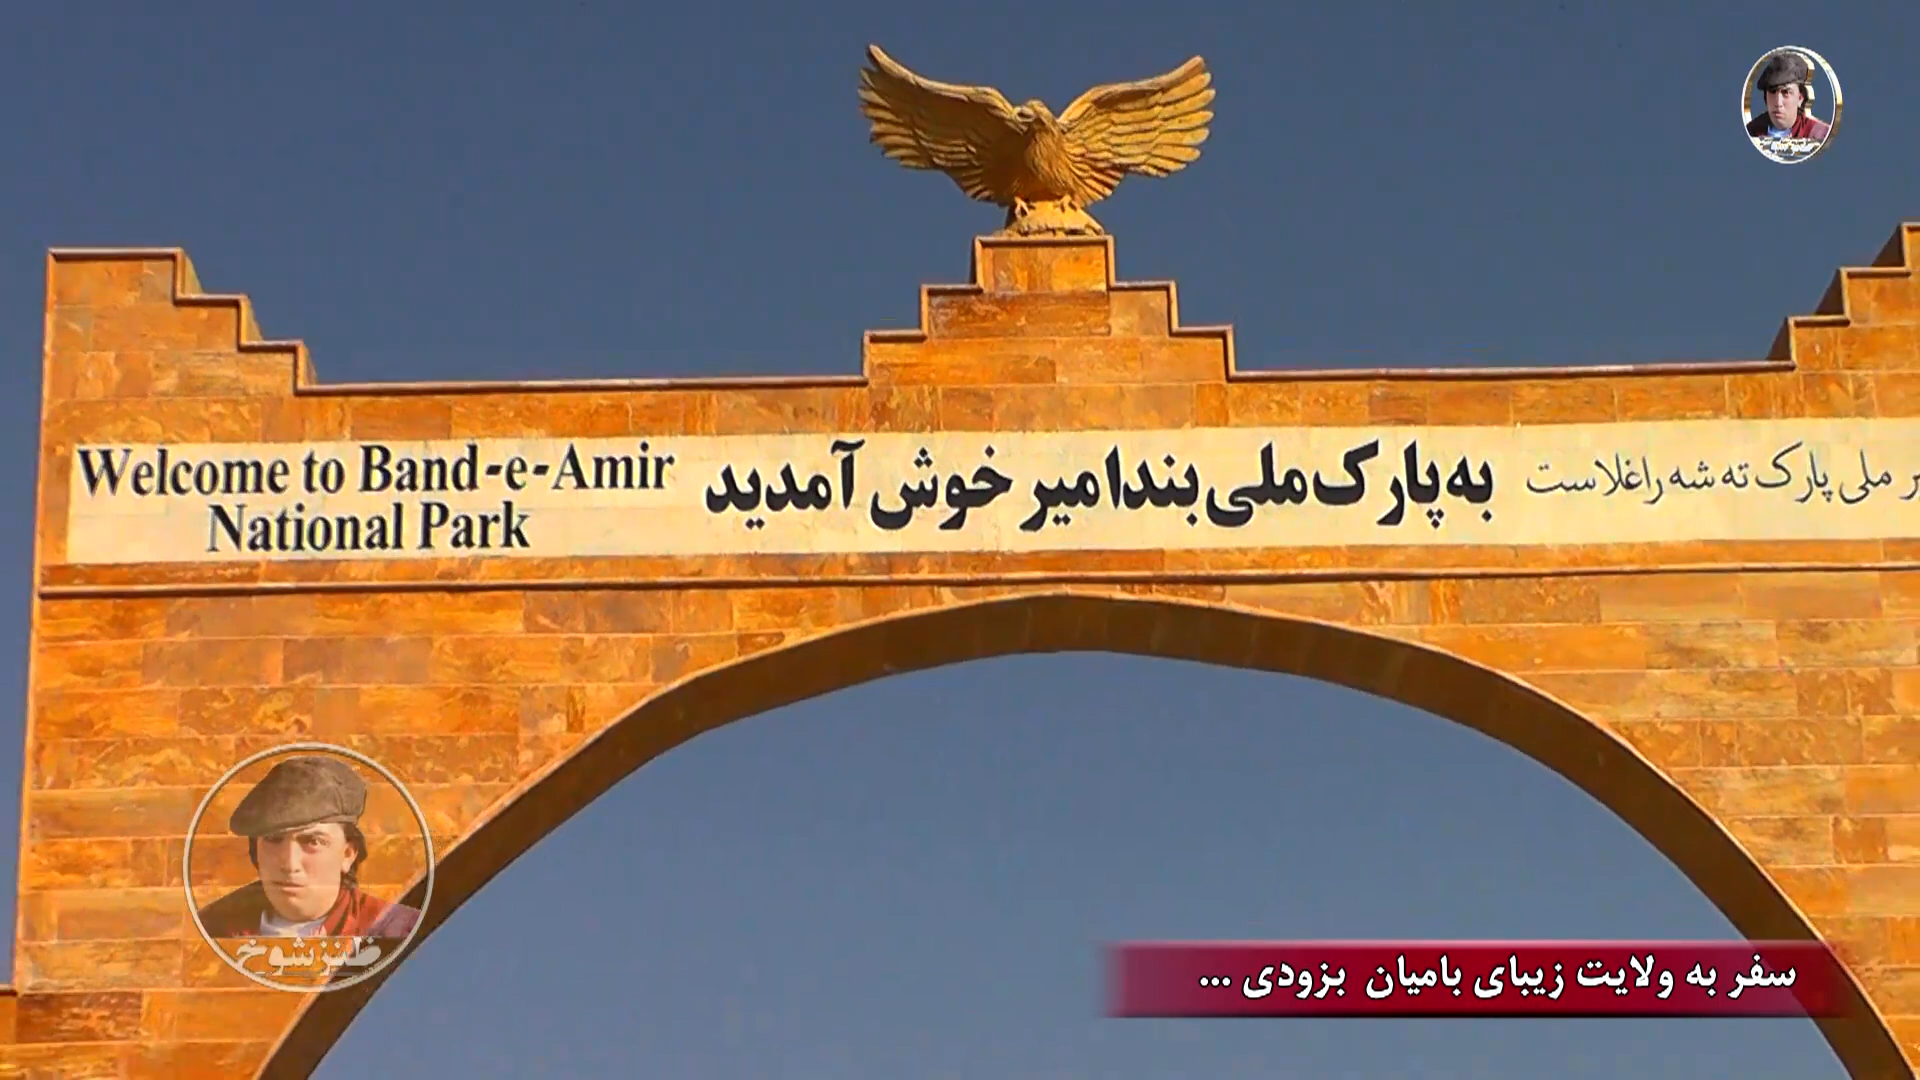 Welcome to Band-e-Amir
National Park
به پارک ملی بندامیر خوش آمدید
ملی پارک ته ښه راغلاست
طنز شوخ
سفر به ولایت زیبای بامیان بزودی ...